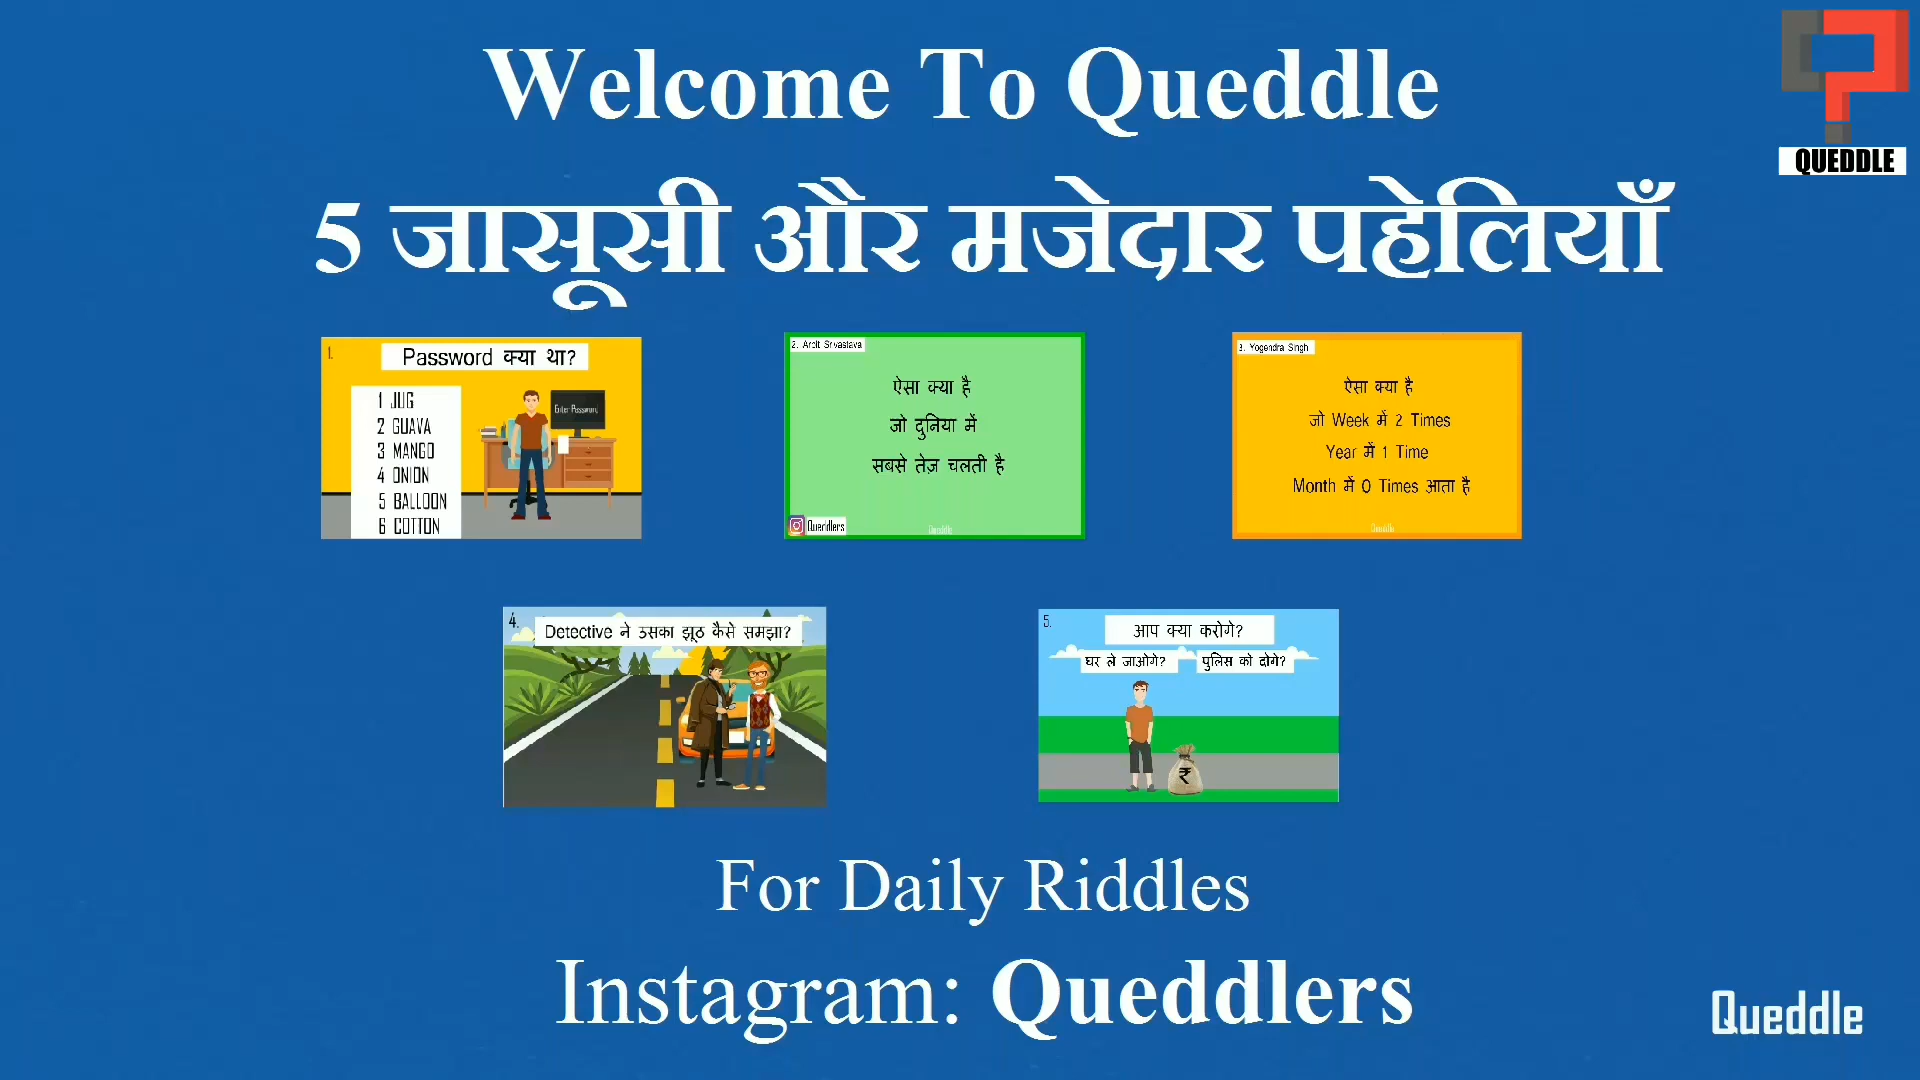 Welcome To Queddle
QUEDDLE
5 जासूसी और मजेदार पहेलियाँ
1.
Password क्या था?
1 JUG
2 GUAVA
3 MANGO
4 ONION
5 BALLOON
6 COTTON
Enter Password
2. Arpit Srivastava
ऐसा क्या है
जो दुनिया में
सबसे तेज़ चलती है
Queddlers
Queddle
3. Yogendra Singh
ऐसा क्या है
जो Week में 2 Times
Year में 1 Time
Month में 0 Times आता है
Queddle
4.
Detective ने उसका झूठ कैसे समझा?
5.
आप क्या करोगे?
घर ले जाओगे?
पुलिस को दोगे?
₹
For Daily Riddles
Instagram: Queddlers
Queddle